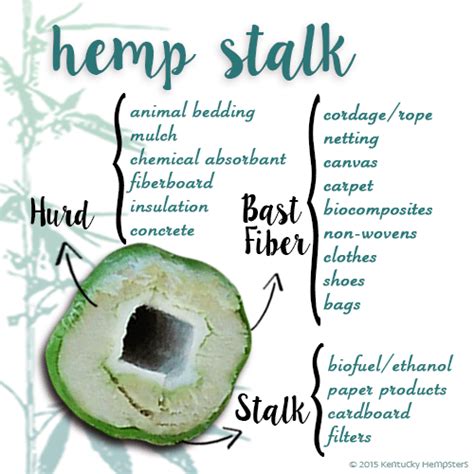 hemp stalk
Hurd
animal bedding
mulch
chemical absorbant
fiberboard
insulation
concrete
Bast
Fiber
cordage/rope
netting
canvas
carpet
biocomposites
non-wovens
clothes
shoes
bags
Stalk
biofuel/ethanol
paper products
cardboard
filters
© 2015 Kentucky Hempsters